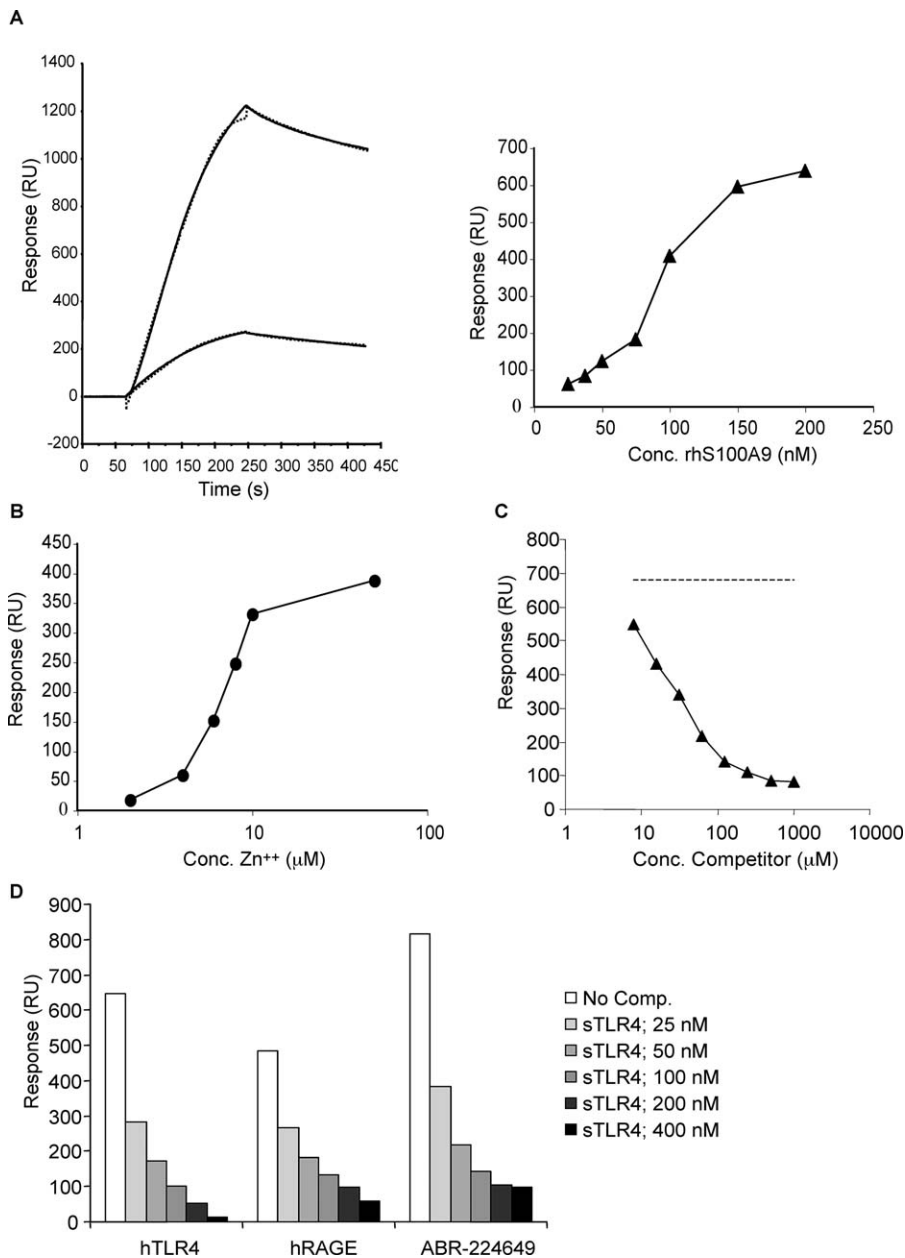 A
1400
1200
1000
800
600
400
200
0
-200
Response (RU)
0 50 100 150 200 250 300 350 400 450
Time (s)
700
600
500
400
300
200
100
0
Response (RU)
0 50 100 150 200 250
Conc. rhS100A9 (nM)
B
450
400
350
300
250
200
150
100
50
0
Response (RU)
1 10 100
Conc. Zn++ (μM)
C
800
700
600
500
400
300
200
100
0
Response (RU)
1 10 100 1000 10000
Conc. Competitor (μM)
D
900
800
700
600
500
400
300
200
100
0
Response (RU)
hTLR4 hRAGE ABR-224649
No Comp.
sTLR4; 25 nM
sTLR4; 50 nM
sTLR4; 100 nM
sTLR4; 200 nM
sTLR4; 400 nM